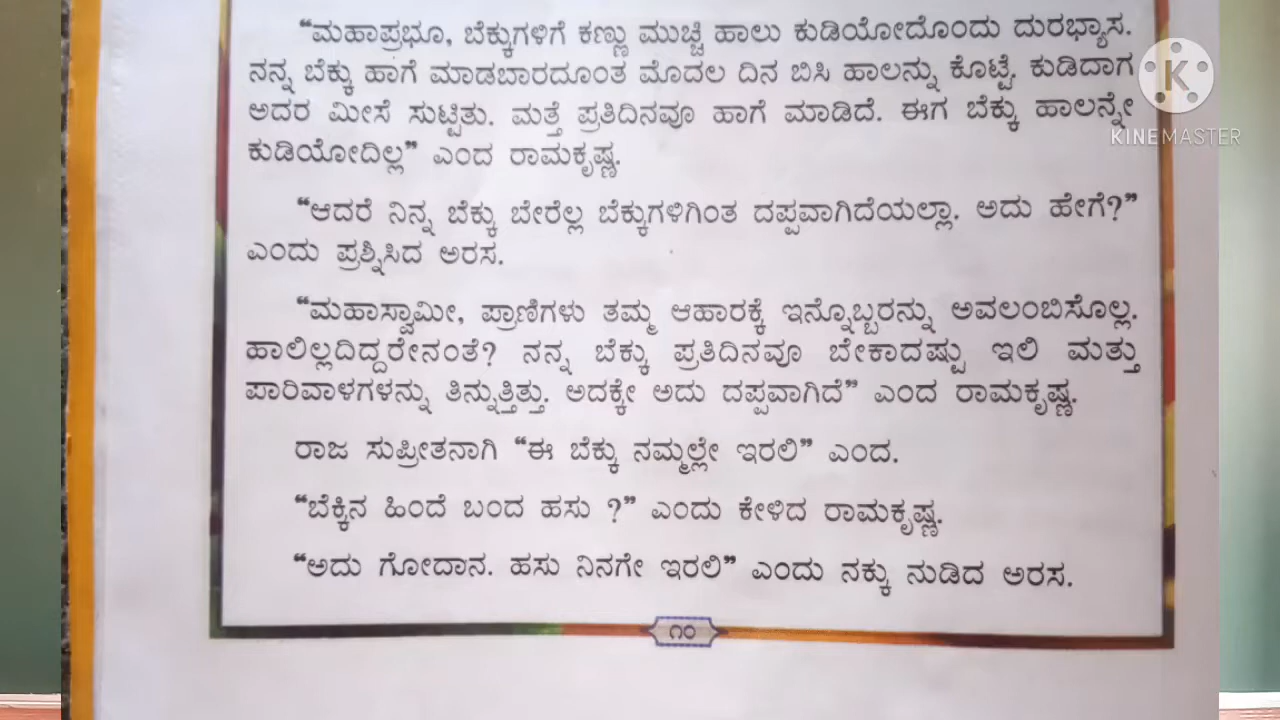 “ಮಹಾಪ್ರಭೂ, ಬೆಕ್ಕುಗಳಿಗೆ ಕಣ್ಣು ಮುಚ್ಚಿ ಹಾಲು ಕುಡಿಯೋದೊಂದು ದುರಭ್ಯಾಸ.
ನನ್ನ ಬೆಕ್ಕು ಹಾಗೆ ಮಾಡಬಾರದೂಂತ ಮೊದಲ ದಿನ ಬಿಸಿ ಹಾಲನ್ನು ಕೊಟ್ಟೆ. ಕುಡಿದಾಗ
ಅದರ ಮೀಸೆ ಸುಟ್ಟಿತು. ಮತ್ತೆ ಪ್ರತಿದಿನವೂ ಹಾಗೆ ಮಾಡಿದೆ. ಈಗ ಬೆಕ್ಕು ಹಾಲನ್ನೇ
ಕುಡಿಯೋದಿಲ್ಲ” ಎಂದ ರಾಮಕೃಷ್ಣ.
“ಆದರೆ ನಿನ್ನ ಬೆಕ್ಕು ಬೇರೆಲ್ಲ ಬೆಕ್ಕುಗಳಿಗಿಂತ ದಪ್ಪವಾಗಿದೆಯಲ್ಲಾ. ಅದು ಹೇಗೆ?”
ಎಂದು ಪ್ರಶ್ನಿಸಿದ ಅರಸ.
“ಮಹಾಸ್ವಾಮೀ, ಪ್ರಾಣಿಗಳು ತಮ್ಮ ಆಹಾರಕ್ಕೆ ಇನ್ನೊಬ್ಬರನ್ನು ಅವಲಂಬಿಸೊಲ್ಲ.
ಹಾಲಿಲ್ಲದಿದ್ದರೇನಂತೆ? ನನ್ನ ಬೆಕ್ಕು ಪ್ರತಿದಿನವೂ ಬೇಕಾದಷ್ಟು ಇಲಿ ಮತ್ತು
ಪಾರಿವಾಳಗಳನ್ನು ತಿನ್ನುತ್ತಿತ್ತು. ಅದಕ್ಕೇ ಅದು ದಪ್ಪವಾಗಿದೆ” ಎಂದ ರಾಮಕೃಷ್ಣ.
ರಾಜ ಸುಪ್ರೀತನಾಗಿ “ಈ ಬೆಕ್ಕು ನಮ್ಮಲ್ಲೇ ಇರಲಿ” ಎಂದ.
“ಬೆಕ್ಕಿನ ಹಿಂದೆ ಬಂದ ಹಸು ?” ಎಂದು ಕೇಳಿದ ರಾಮಕೃಷ್ಣ.
“ಅದು ಗೋದಾನ. ಹಸು ನಿನಗೇ ಇರಲಿ” ಎಂದು ನಕ್ಕು ನುಡಿದ ಅರಸ.
೧೦
K
KINEMASTER